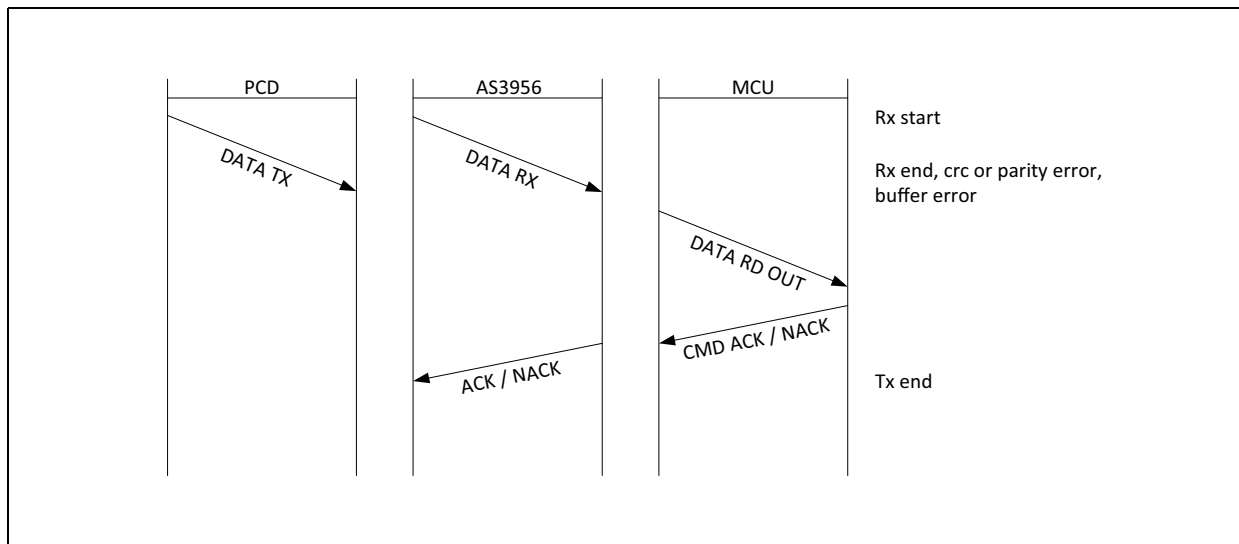 PCD
AS3956
MCU
Rx start
DATA TX
DATA RX
Rx end, crc or parity error,
buffer error
DATA RD OUT
CMD ACK / NACK
ACK / NACK
Tx end